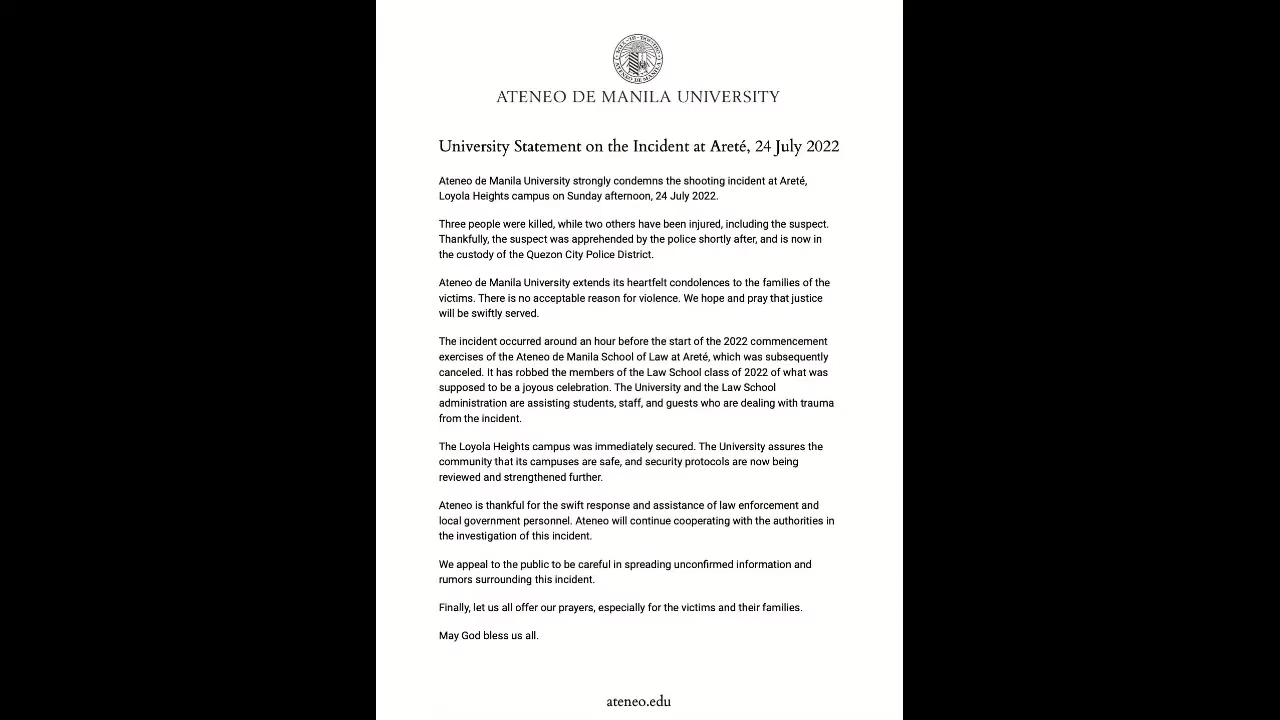 ATENEO DE MANILA UNIVERSITY
University Statement on the Incident at Areté, 24 July 2022
Ateneo de Manila University strongly condemns the shooting incident at Areté,
Loyola Heights campus on Sunday afternoon, 24 July 2022.
Three people were killed, while two others have been injured, including the suspect.
Thankfully, the suspect was apprehended by the police shortly after, and is now in
the custody of the Quezon City Police District.
Ateneo de Manila University extends its heartfelt condolences to the families of the
victims. There is no acceptable reason for violence. We hope and pray that justice
will be swiftly served.
The incident occurred around an hour before the start of the 2022 commencement
exercises of the Ateneo de Manila School of Law at Areté, which was subsequently
canceled. It has robbed the members of the Law School class of 2022 of what was
supposed to be a joyous celebration. The University and the Law School
administration are assisting students, staff, and guests who are dealing with trauma
from the incident.
The Loyola Heights campus was immediately secured. The University assures the
community that its campuses are safe, and security protocols are now being
reviewed and strengthened further.
Ateneo is thankful for the swift response and assistance of law enforcement and
local government personnel. Ateneo will continue cooperating with the authorities in
the investigation of this incident.
We appeal to the public to be careful in spreading unconfirmed information and
rumors surrounding this incident.
Finally, let us all offer our prayers, especially for the victims and their families.
May God bless us all.
ateneo.edu